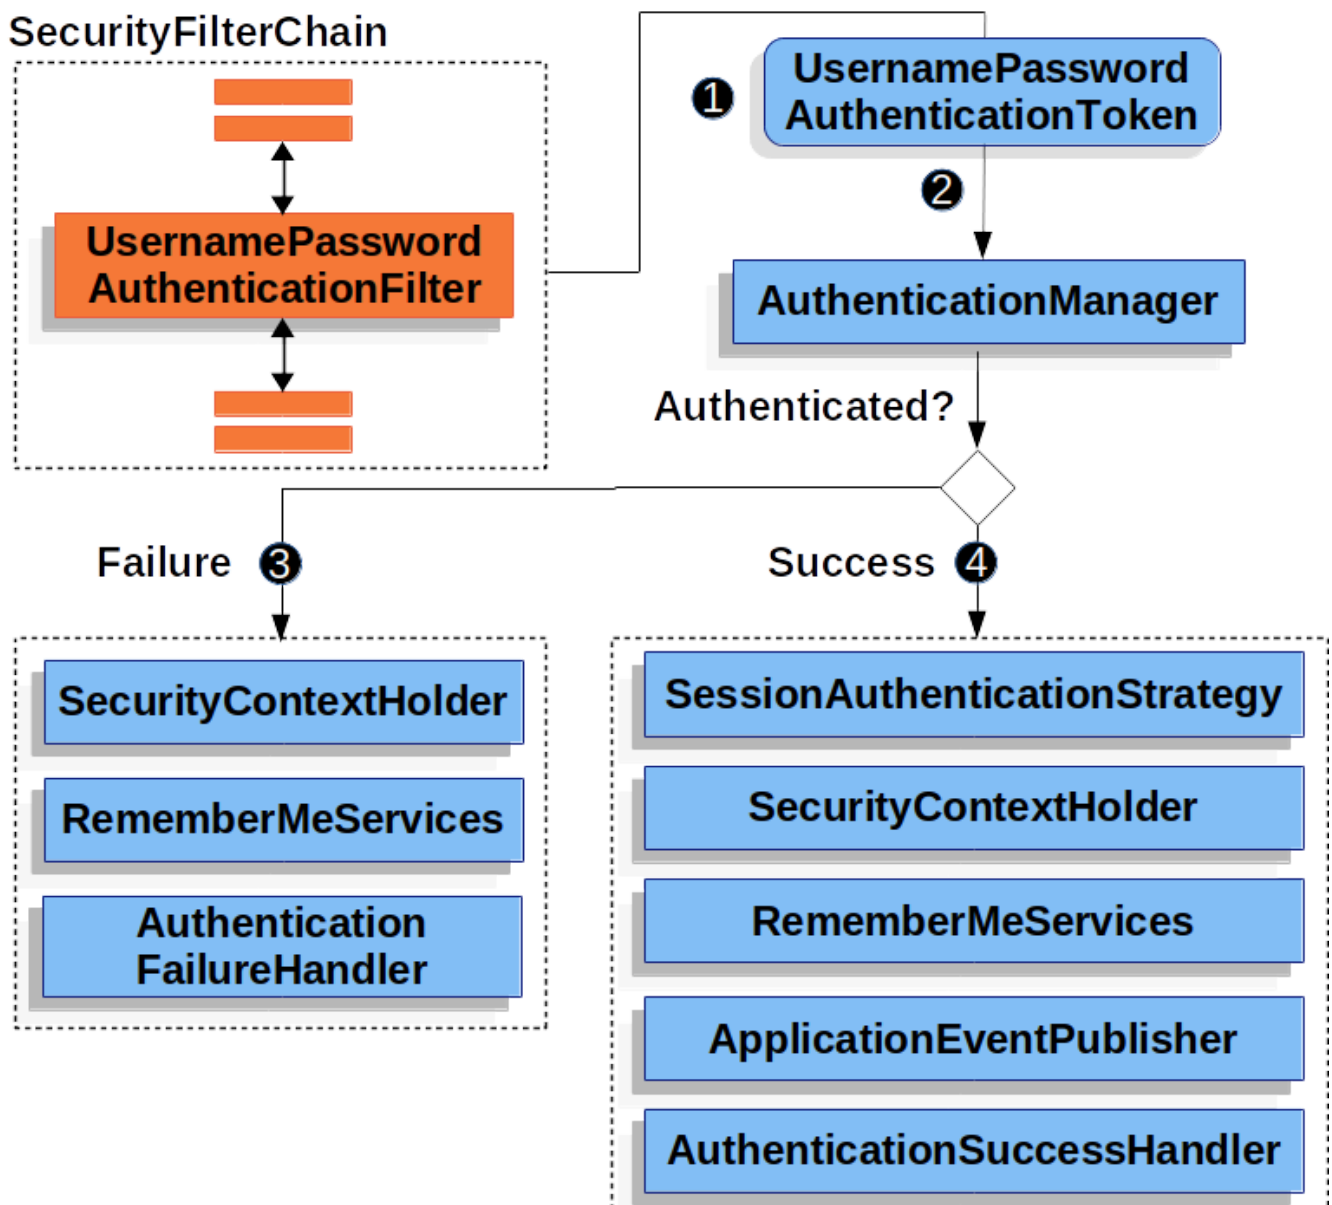 SecurityFilterChain
UsernamePassword
AuthenticationFilter
1
UsernamePassword
AuthenticationToken
2
AuthenticationManager
Authenticated?
Failure
3
Success
4
SecurityContextHolder
RememberMeServices
Authentication
FailureHandler
SessionAuthenticationStrategy
SecurityContextHolder
RememberMeServices
ApplicationEventPublisher
AuthenticationSuccessHandler